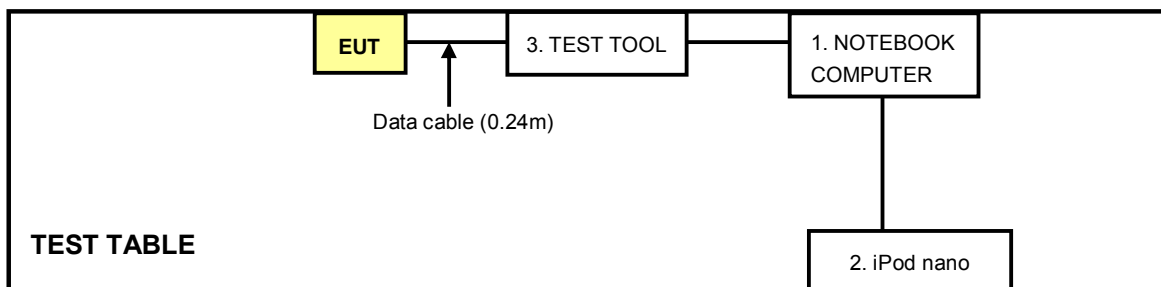 EUT
3. TEST TOOL
1. NOTEBOOK
COMPUTER
Data cable (0.24m)
TEST TABLE
2. iPod nano